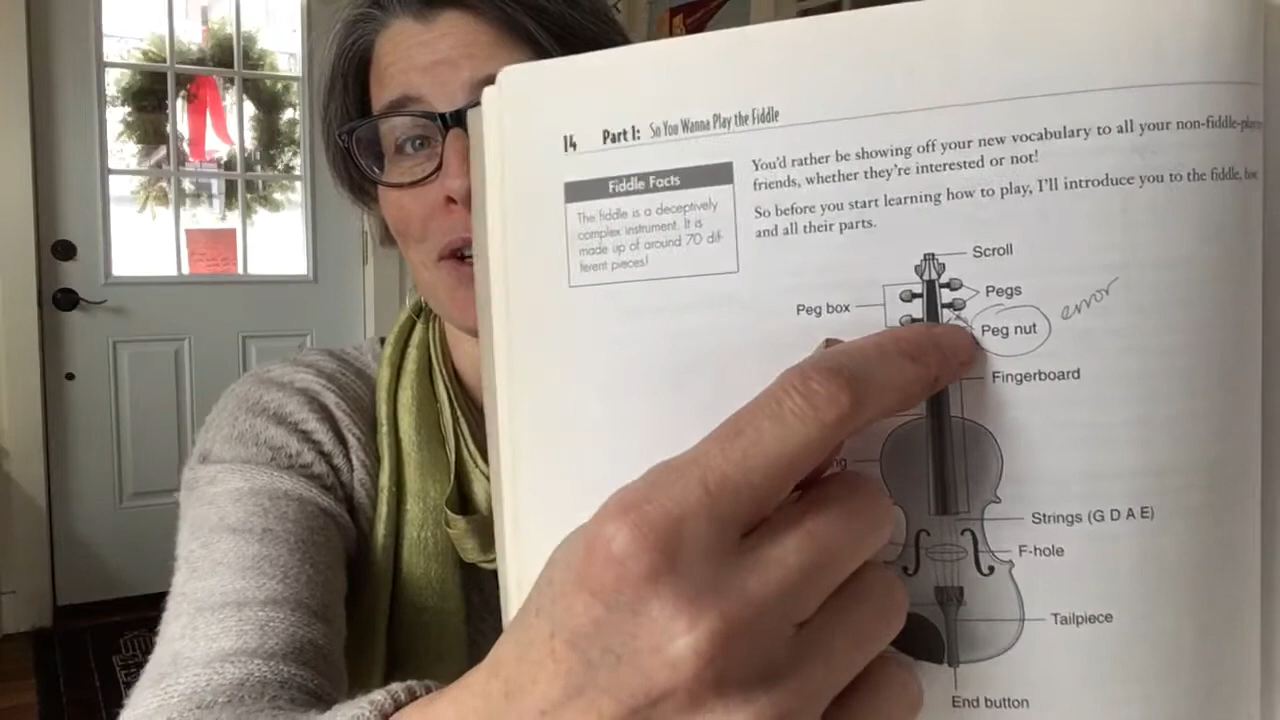 14 Part 1: So You Wanna Play the Fiddle
Fiddle Facts
The fiddle is a deceptively
complex instrument. It is
made up of around 70 dif-
ferent pieces!
You'd rather be showing off your new vocabulary to all your non-fiddle-playing
friends, whether they're interested or not!
So before you start learning how to play, I'll introduce you to the fiddle, bow
and all their parts.
Scroll
Peg box
Pegs
Peg nut
error
Fingerboard
Strings (G D A E)
F-hole
Tailpiece
End button